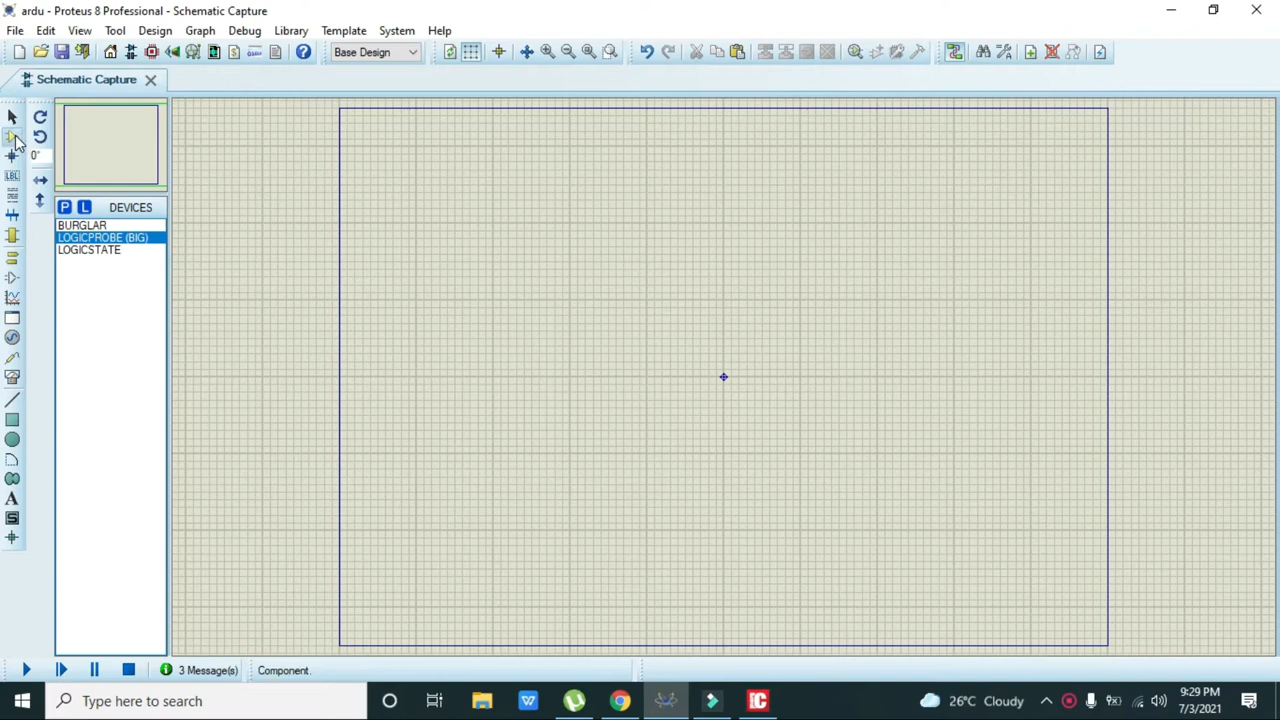 ardu - Proteus 8 Professional - Schematic Capture
File Edit View Tool Design Graph Debug Library Template System Help
Base Design
Schematic Capture
0°
LBL
P L DEVICES
BURGLAR
LOGICPROBE (BIG)
LOGICSTATE
A
S
3 Message(s) Component.
Type here to search
26°C Cloudy
9:29 PM
7/3/2021